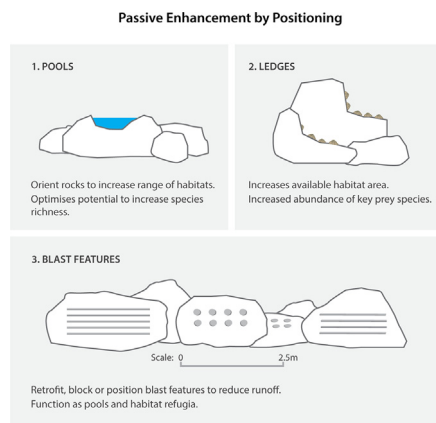 Passive Enhancement by Positioning
1. POOLS
Orient rocks to increase range of habitats.
Optimises potential to increase species
richness.
2. LEDGES
Increases available habitat area.
Increased abundance of key prey species.
3. BLAST FEATURES
Scale: 0 2.5m
Retrofit, block or position blast features to reduce runoff.
Function as pools and habitat refugia.